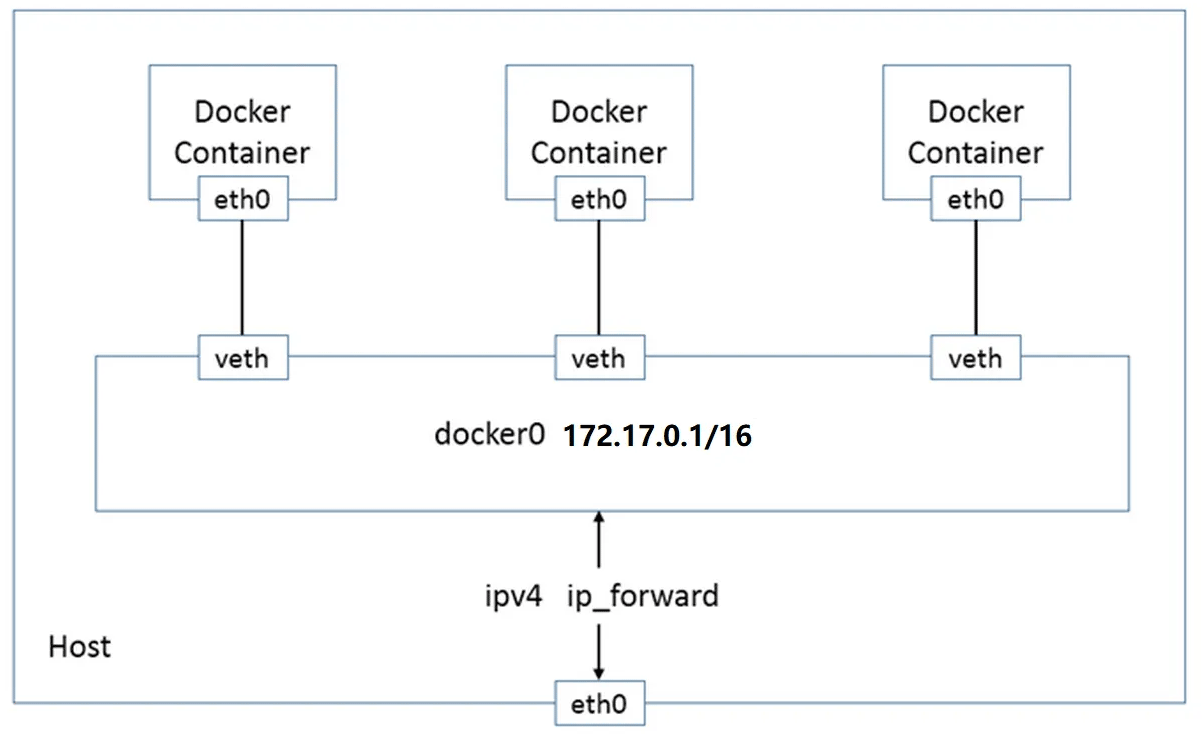 Docker Docker Docker
Container Container Container
eth0 eth0 eth0
veth veth veth
docker0 172.17.0.1/16
ipv4 ip_forward
Host
eth0